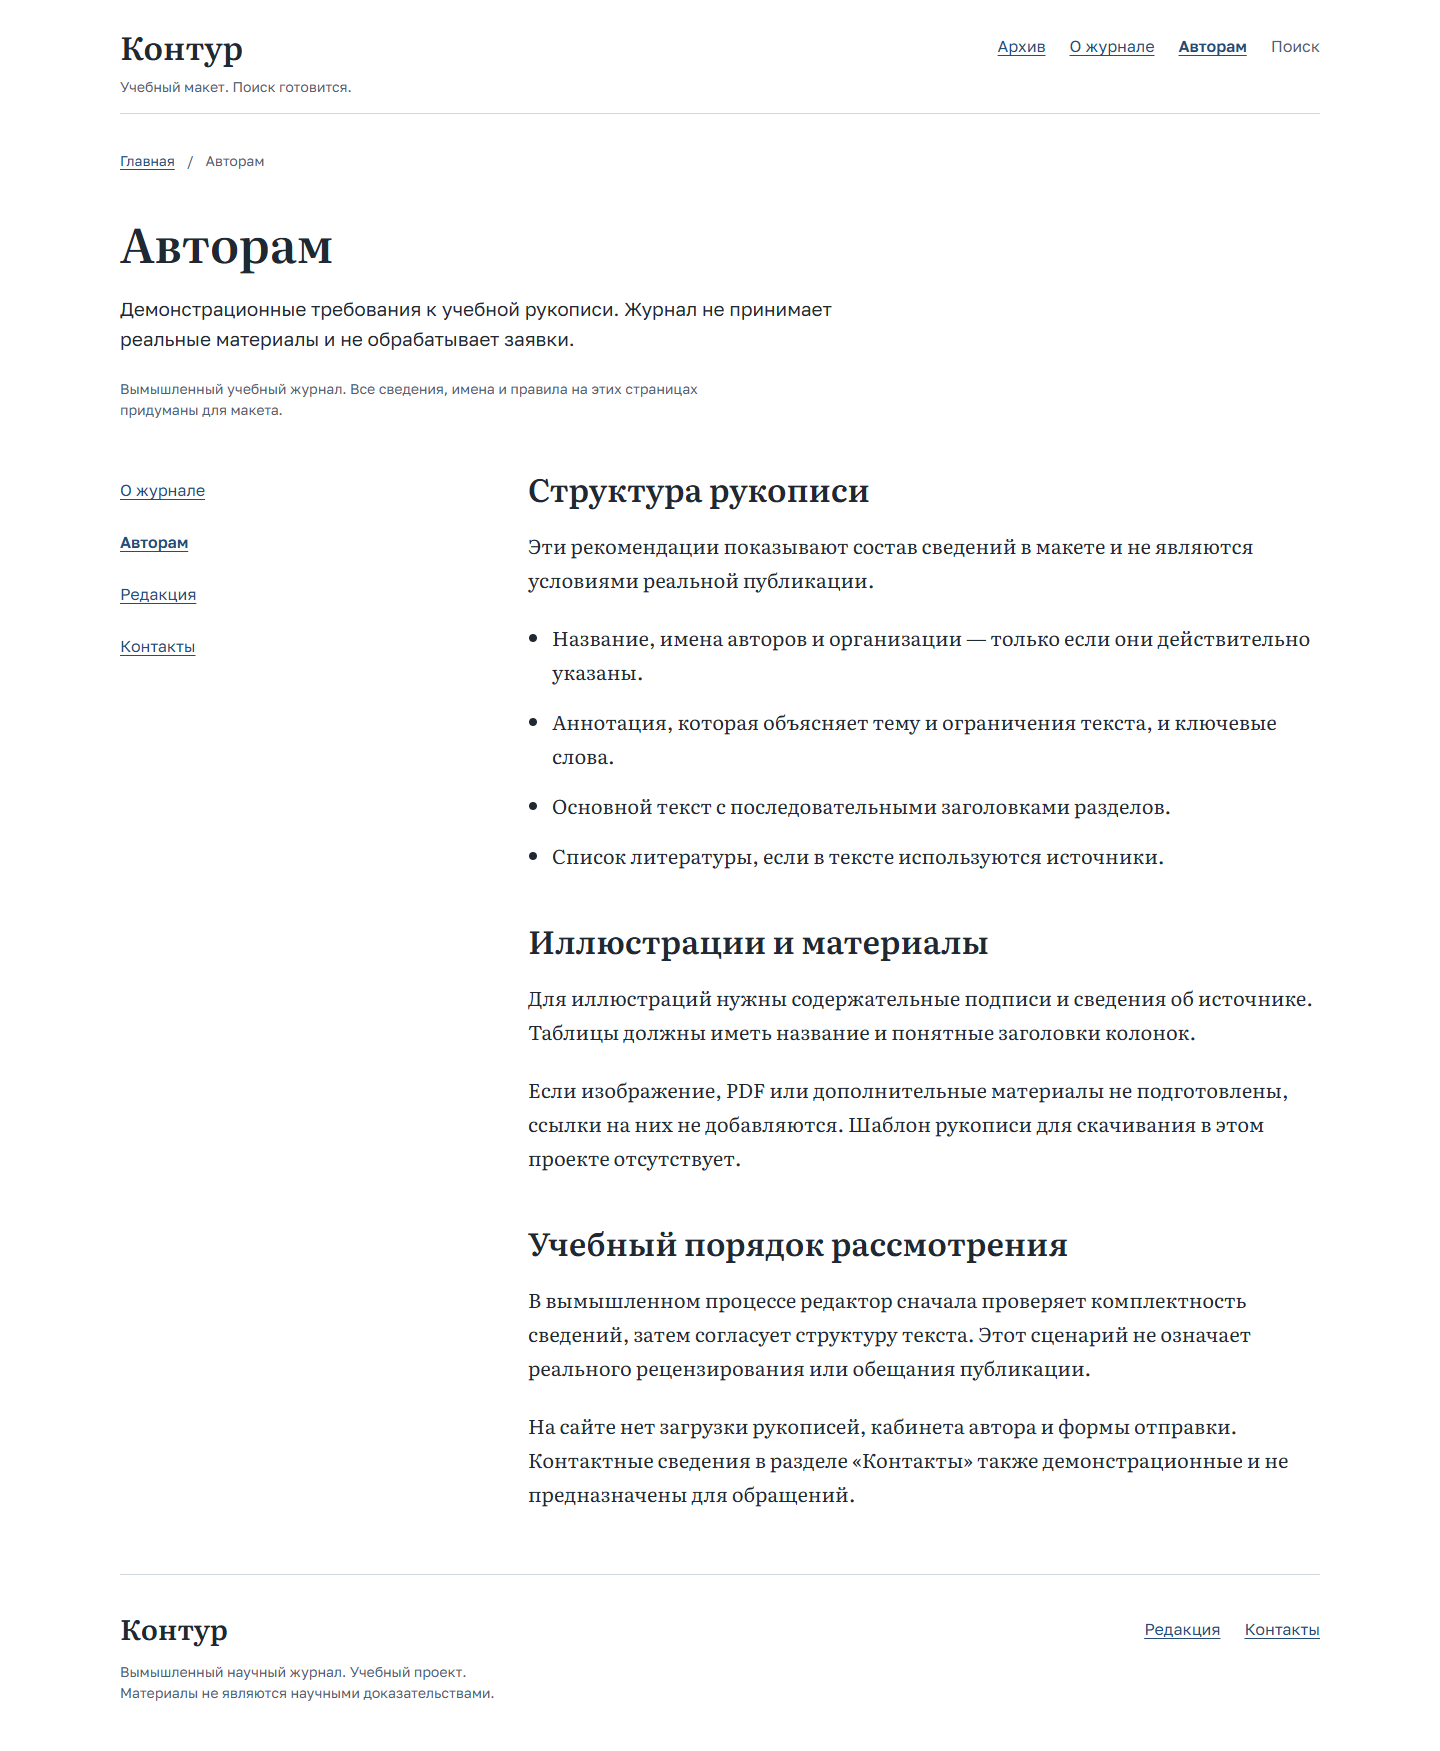 Контур
Архив О журнале Авторам Поиск
Учебный макет. Поиск готовится.
Главная / Авторам
Авторам
Демонстрационные требования к учебной рукописи. Журнал не принимает
реальные материалы и не обрабатывает заявки.
Вымышленный учебный журнал. Все сведения, имена и правила на этих страницах
придуманы для макета.
О журнале
Авторам
Редакция
Контакты
Структура рукописи
Эти рекомендации показывают состав сведений в макете и не являются
условиями реальной публикации.
• Название, имена авторов и организации — только если они действительно
указаны.
• Аннотация, которая объясняет тему и ограничения текста, и ключевые
слова.
• Основной текст с последовательными заголовками разделов.
• Список литературы, если в тексте используются источники.
Иллюстрации и материалы
Для иллюстраций нужны содержательные подписи и сведения об источнике.
Таблицы должны иметь название и понятные заголовки колонок.
Если изображение, PDF или дополнительные материалы не подготовлены,
ссылки на них не добавляются. Шаблон рукописи для скачивания в этом
проекте отсутствует.
Учебный порядок рассмотрения
В вымышленном процессе редактор сначала проверяет комплектность
сведений, затем согласует структуру текста. Этот сценарий не означает
реального рецензирования или обещания публикации.
На сайте нет загрузки рукописей, кабинета автора и формы отправки.
Контактные сведения в разделе «Контакты» также демонстрационные и не
предназначены для обращений.
Контур
Редакция Контакты
Вымышленный научный журнал. Учебный проект.
Материалы не являются научными доказательствами.